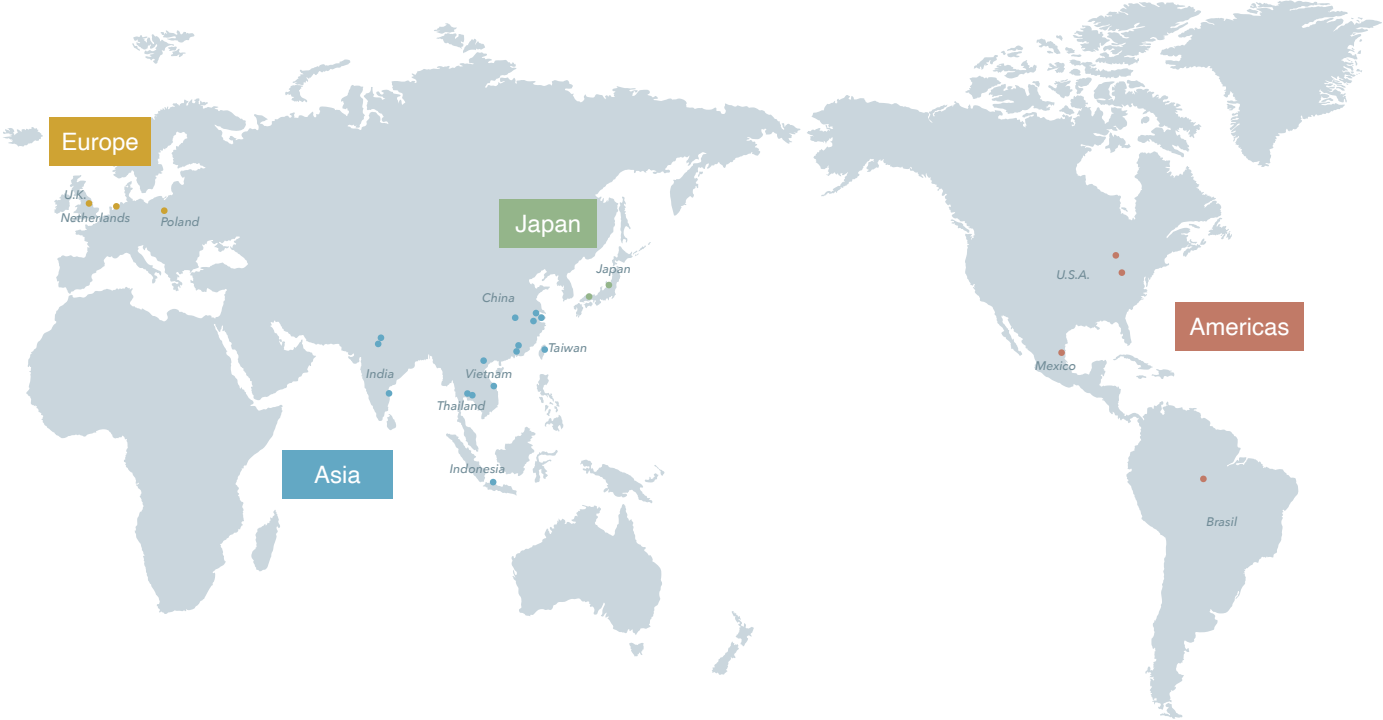 Europe
U.K.
Netherlands
Poland
Japan
Japan
China
Taiwan
India
Vietnam
Thailand
Asia
Indonesia
U.S.A.
Americas
Mexico
Brasil